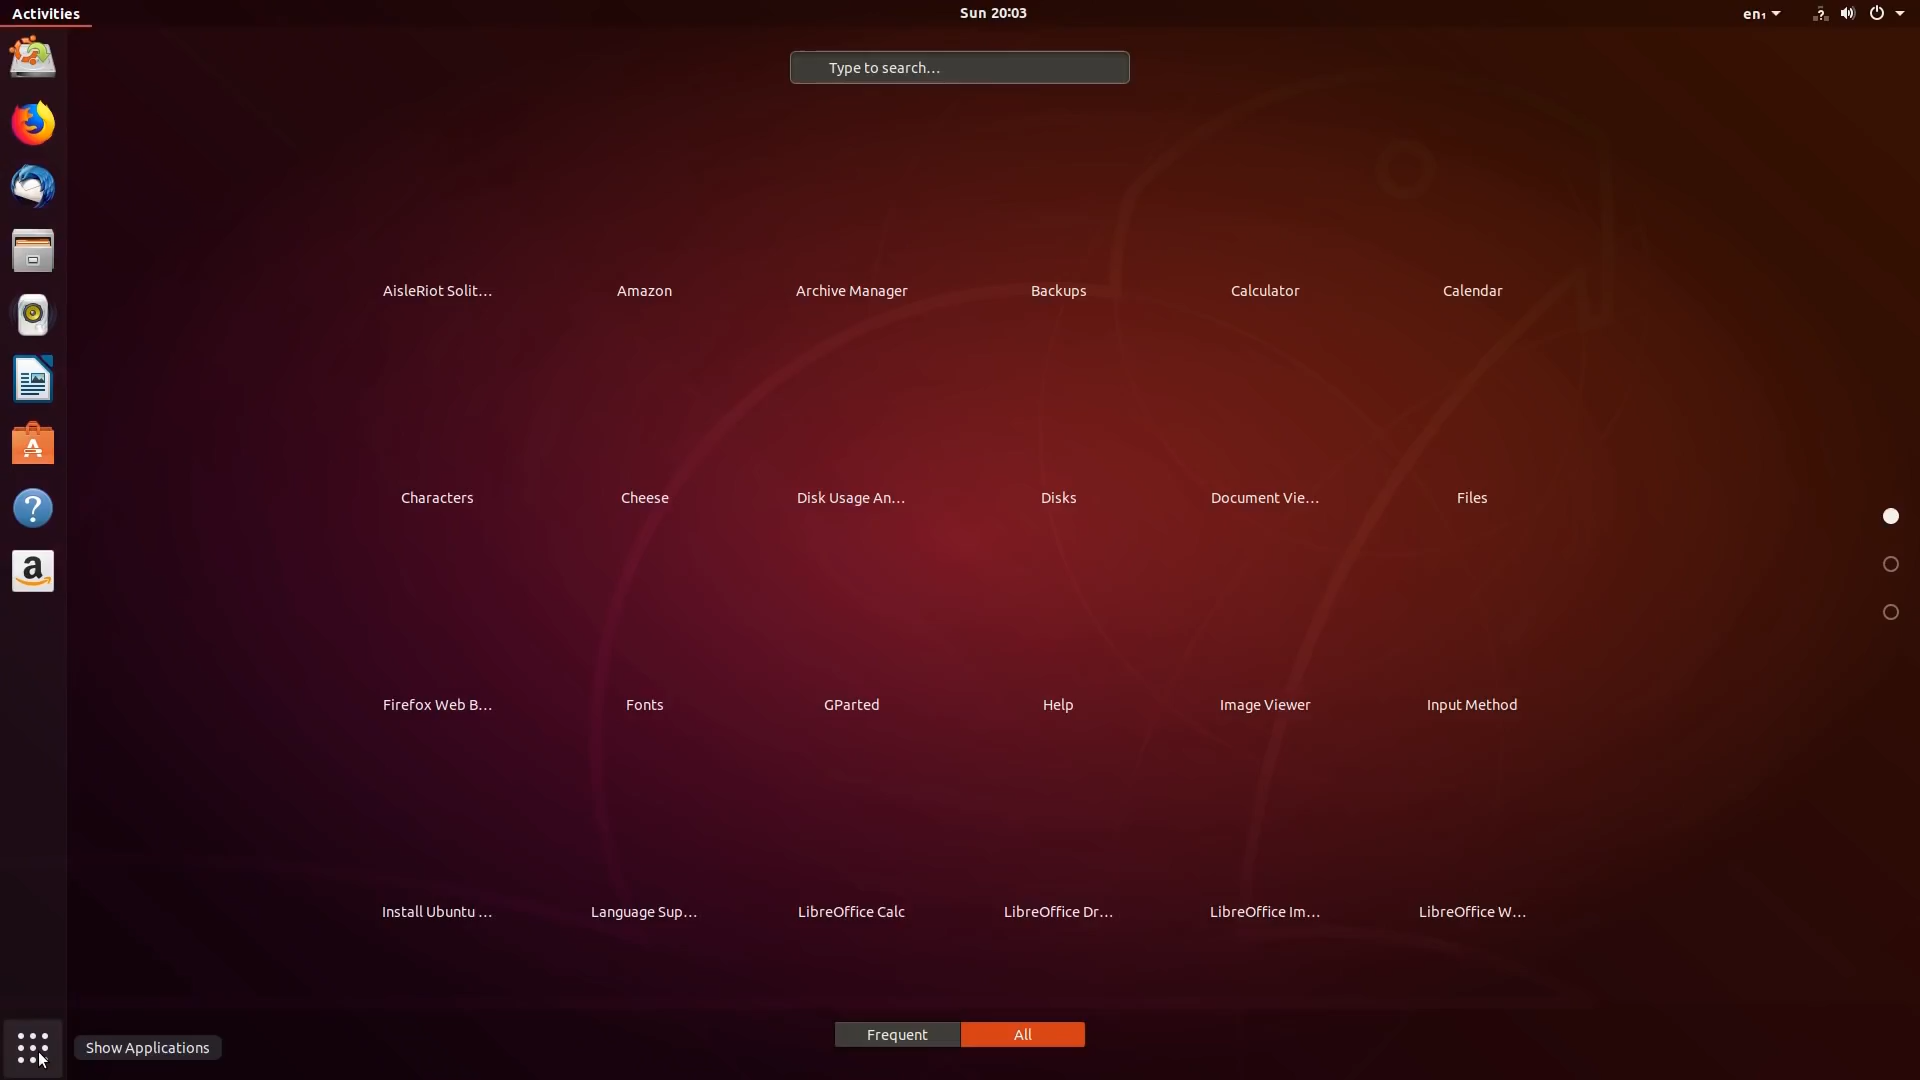 Activities
Sun 20:03
en₁
Type to search…
AisleRiot Solit…
Amazon
Archive Manager
Backups
Calculator
Calendar
Characters
Cheese
Disk Usage An…
Disks
Document Vie…
Files
Firefox Web B…
Fonts
GParted
Help
Image Viewer
Input Method
Install Ubuntu …
Language Sup…
LibreOffice Calc
LibreOffice Dr…
LibreOffice Im…
LibreOffice W…
Frequent
All
Show Applications